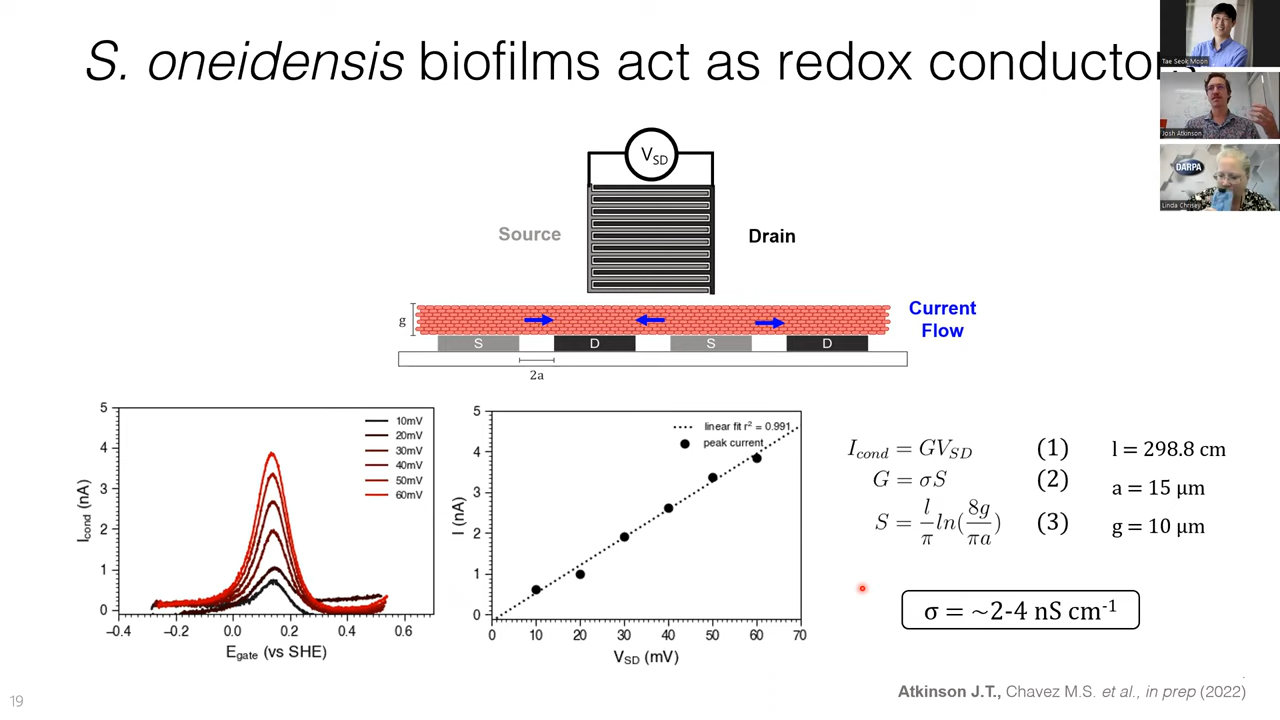 S. oneidensis biofilms act as redox conductors
Tae Seok Moon
Josh Atkinson
DARPA
Linda Chrisey
V_SD
Source
Drain
g
Current
Flow
S
D
S
D
2a
5
4
3
2
1
0
I_cond (nA)
−0.4
−0.2
0.0
0.2
0.4
0.6
E_gate (vs SHE)
10mV
20mV
30mV
40mV
50mV
60mV
5
4
3
2
1
0
I (nA)
0
10
20
30
40
50
60
70
V_SD (mV)
linear fit r² = 0.991
peak current
I_cond = GV_SD (1) l = 298.8 cm
G = σS (2) a = 15 µm
S = l/π ln(8g/πa) (3) g = 10 µm
σ = ~2-4 nS cm⁻¹
Atkinson J.T., Chavez M.S. et al., in prep (2022)
19